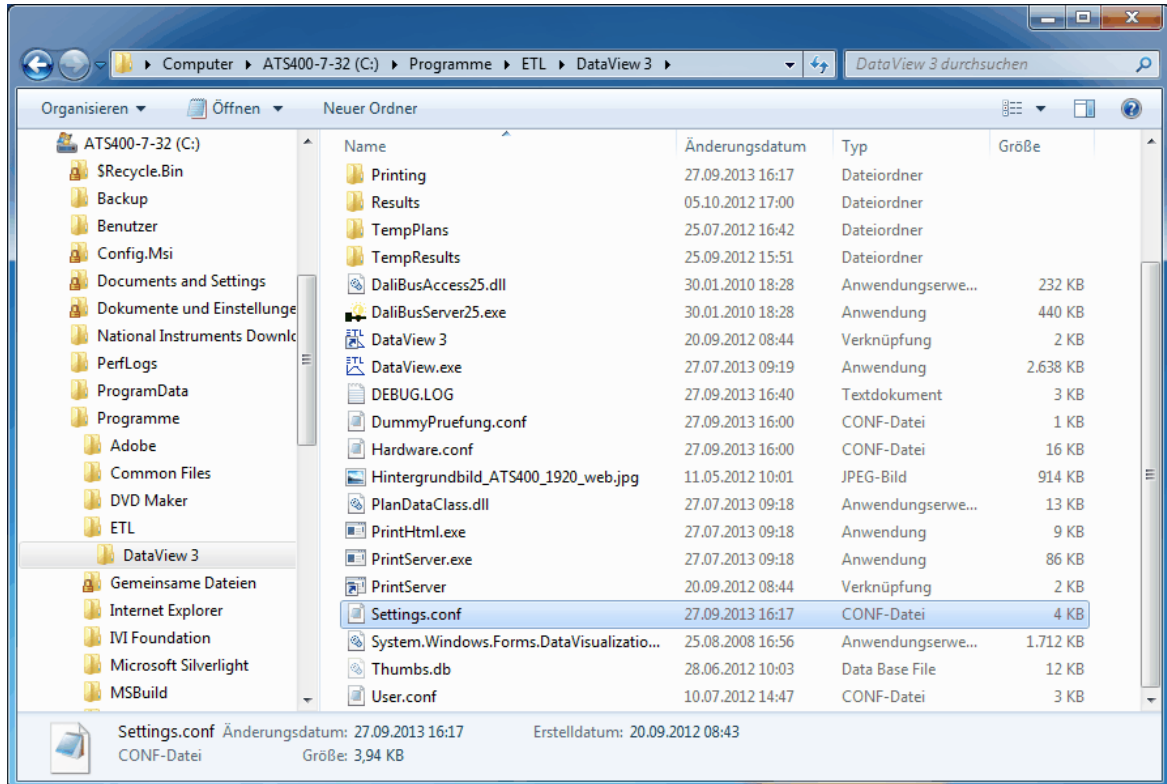 Computer ▸ ATS400-7-32 (C:) ▸ Programme ▸ ETL ▸ DataView 3 ▸
DataView 3 durchsuchen
Organisieren Öffnen Neuer Ordner
ATS400-7-32 (C:)
$Recycle.Bin
Backup
Benutzer
Config.Msi
Documents and Settings
Dokumente und Einstellunge
National Instruments Downlo
PerfLogs
ProgramData
Programme
Adobe
Common Files
DVD Maker
ETL
DataView 3
Gemeinsame Dateien
Internet Explorer
IVI Foundation
Microsoft Silverlight
MSBuild
Name Änderungsdatum Typ Größe
Printing 27.09.2013 16:17 Dateiordner
Results 05.10.2012 17:00 Dateiordner
TempPlans 25.07.2012 16:42 Dateiordner
TempResults 25.09.2012 15:51 Dateiordner
DaliBusAccess25.dll 30.01.2010 18:28 Anwendungserwe... 232 KB
DaliBusServer25.exe 30.01.2010 18:28 Anwendung 440 KB
DataView 3 20.09.2012 08:44 Verknüpfung 2 KB
DataView.exe 27.07.2013 09:19 Anwendung 2.638 KB
DEBUG.LOG 27.09.2013 16:40 Textdokument 3 KB
DummyPruefung.conf 27.09.2013 16:00 CONF-Datei 1 KB
Hardware.conf 27.09.2013 16:00 CONF-Datei 16 KB
Hintergrundbild_ATS400_1920_web.jpg 11.05.2012 10:01 JPEG-Bild 914 KB
PlanDataClass.dll 27.07.2013 09:18 Anwendungserwe... 13 KB
PrintHtml.exe 27.07.2013 09:18 Anwendung 9 KB
PrintServer.exe 27.07.2013 09:18 Anwendung 86 KB
PrintServer 20.09.2012 08:44 Verknüpfung 2 KB
Settings.conf 27.09.2013 16:17 CONF-Datei 4 KB
System.Windows.Forms.DataVisualizatio... 25.08.2008 16:56 Anwendungserwe... 1.712 KB
Thumbs.db 28.06.2012 10:03 Data Base File 12 KB
User.conf 10.07.2012 14:47 CONF-Datei 3 KB
Settings.conf Änderungsdatum: 27.09.2013 16:17 Erstelldatum: 20.09.2012 08:43
CONF-Datei Größe: 3,94 KB